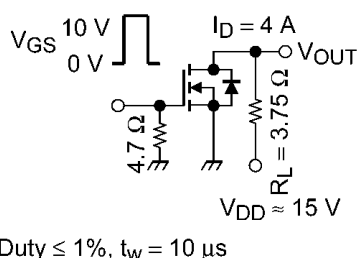 I_D = 4 A
V_GS
10 V
0 V
V_OUT
4.7 Ω
R_L = 3.75 Ω
V_DD ≈ 15 V
Duty ≤ 1%, t_w = 10 μs